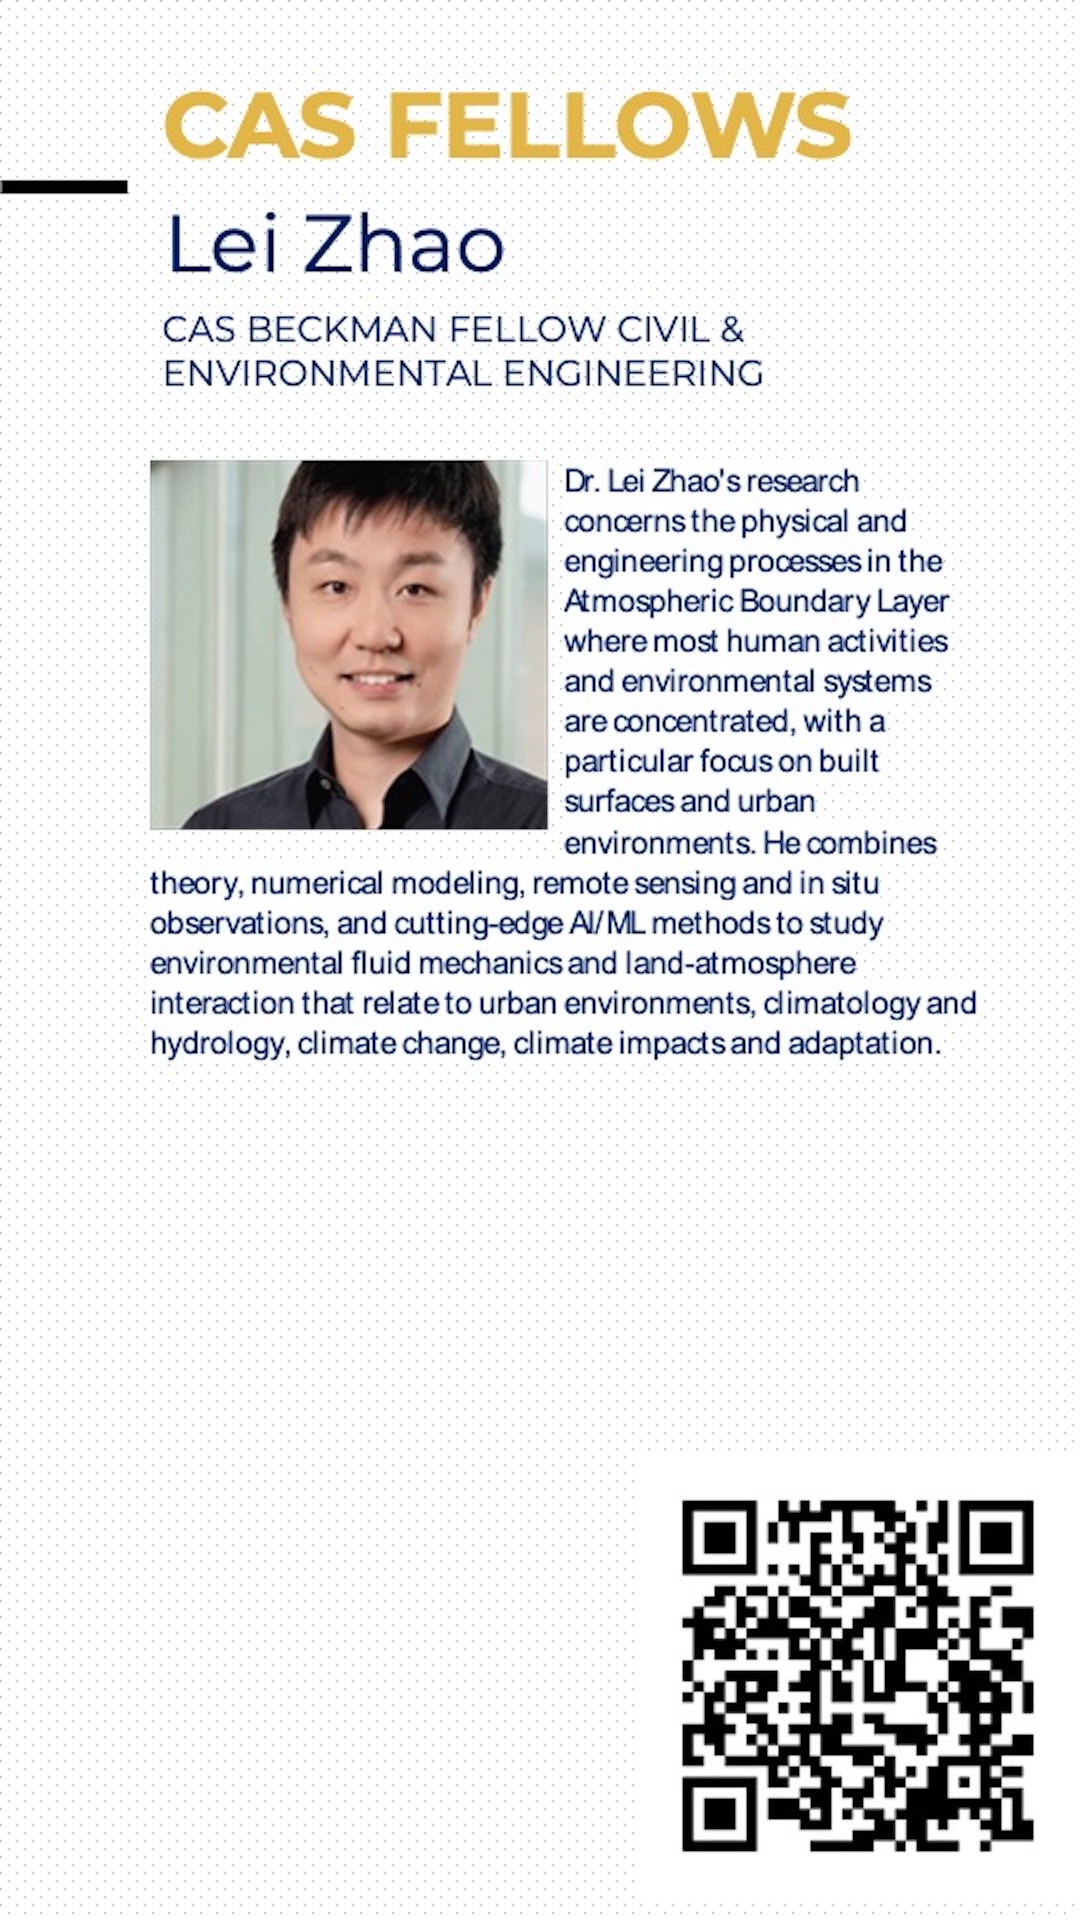 CAS FELLOWS
Lei Zhao
CAS BECKMAN FELLOW CIVIL &
ENVIRONMENTAL ENGINEERING
Dr. Lei Zhao's research
concerns the physical and
engineering processes in the
Atmospheric Boundary Layer
where most human activities
and environmental systems
are concentrated, with a
particular focus on built
surfaces and urban
environments. He combines
theory, numerical modeling, remote sensing and in situ
observations, and cutting-edge AI/ML methods to study
environmental fluid mechanics and land-atmosphere
interaction that relate to urban environments, climatology and
hydrology, climate change, climate impacts and adaptation.